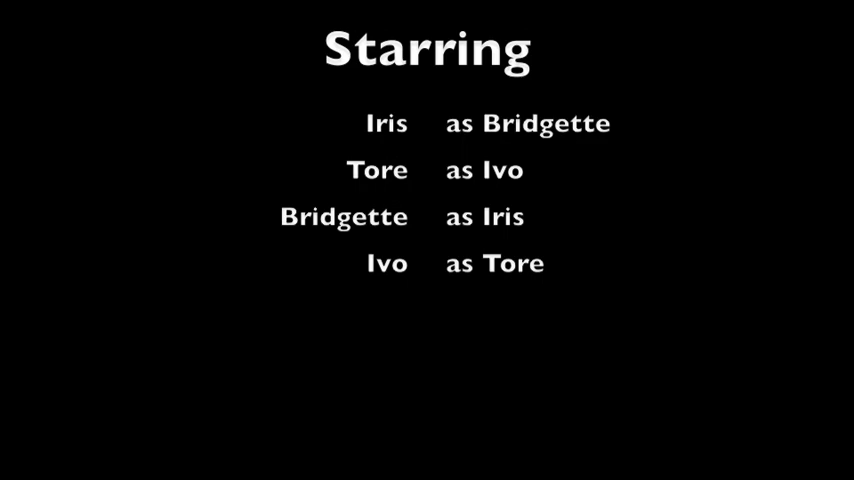 Starring
Iris as Bridgette
Tore as Ivo
Bridgette as Iris
Ivo as Tore